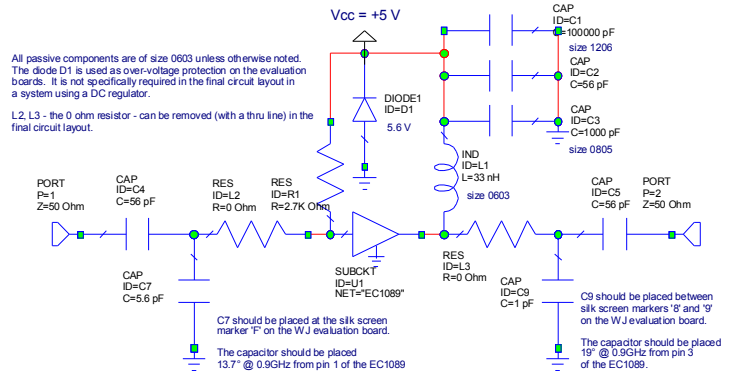 Vcc = +5 V
CAP
ID=C1
C=100000 pF
size 1206
All passive components are of size 0603 unless otherwise noted.
The diode D1 is used as over-voltage protection on the evaluation
boards. It is not specifically required in the final circuit layout in
a system using a DC regulator.
L2, L3 - the 0 ohm resistor - can be removed (with a thru line) in the
final circuit layout.
CAP
ID=C2
C=56 pF
DIODE1
ID=D1
5.6 V
CAP
ID=C3
C=1000 pF
size 0805
IND
ID=L1
L=33 nH
size 0603
PORT
P=1
Z=50 Ohm
CAP
ID=C4
C=56 pF
RES
ID=L2
R=0 Ohm
RES
ID=R1
R=2.7K Ohm
CAP
ID=C5
C=56 pF
PORT
P=2
Z=50 Ohm
SUBCKT
ID=U1
NET="EC1089"
RES
ID=L3
R=0 Ohm
CAP
ID=C7
C=5.6 pF
CAP
ID=C9
C=1 pF
C7 should be placed at the silk screen
marker 'F' on the WJ evaluation board.
The capacitor should be placed
13.7° @ 0.9GHz from pin 1 of the EC1089
C9 should be placed between
silk screen markers '8' and '9'
on the WJ evaluation board.
The capacitor should be placed
19° @ 0.9GHz from pin 3
of the EC1089.